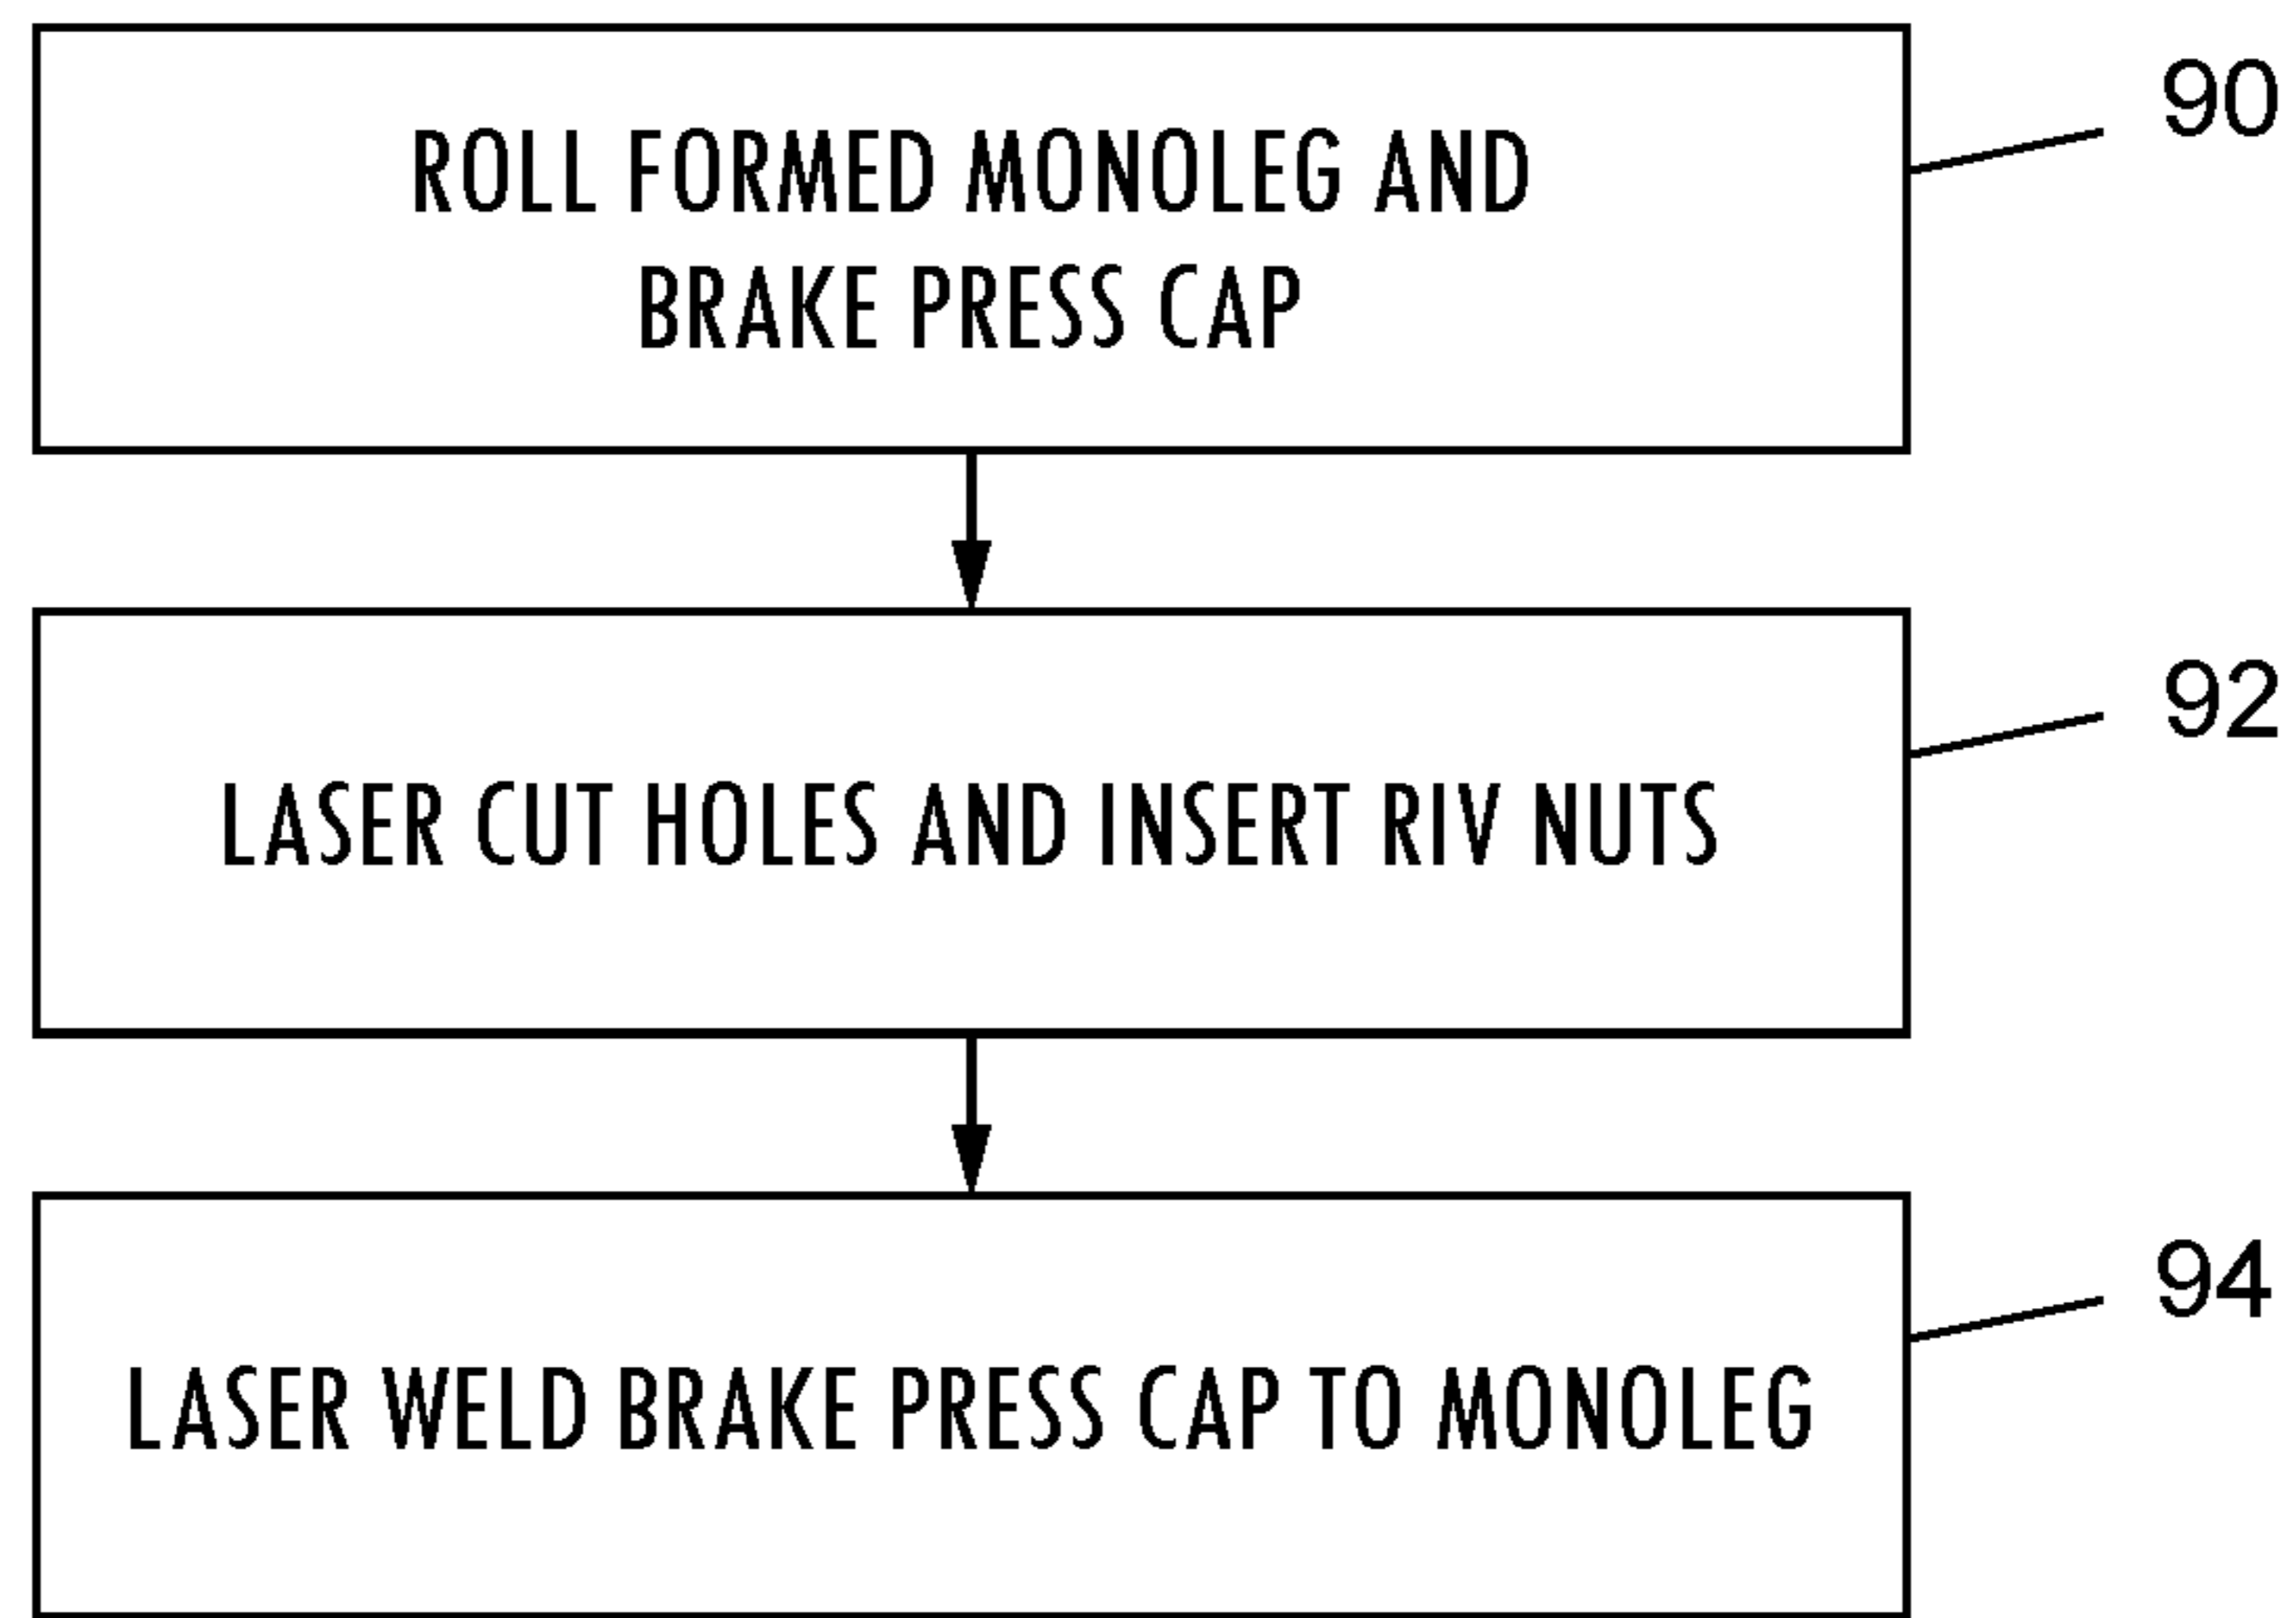 ROLL FORMED MONOLEG AND
BRAKE PRESS CAP
90
LASER CUT HOLES AND INSERT RIV NUTS
92
LASER WELD BRAKE PRESS CAP TO MONOLEG
94